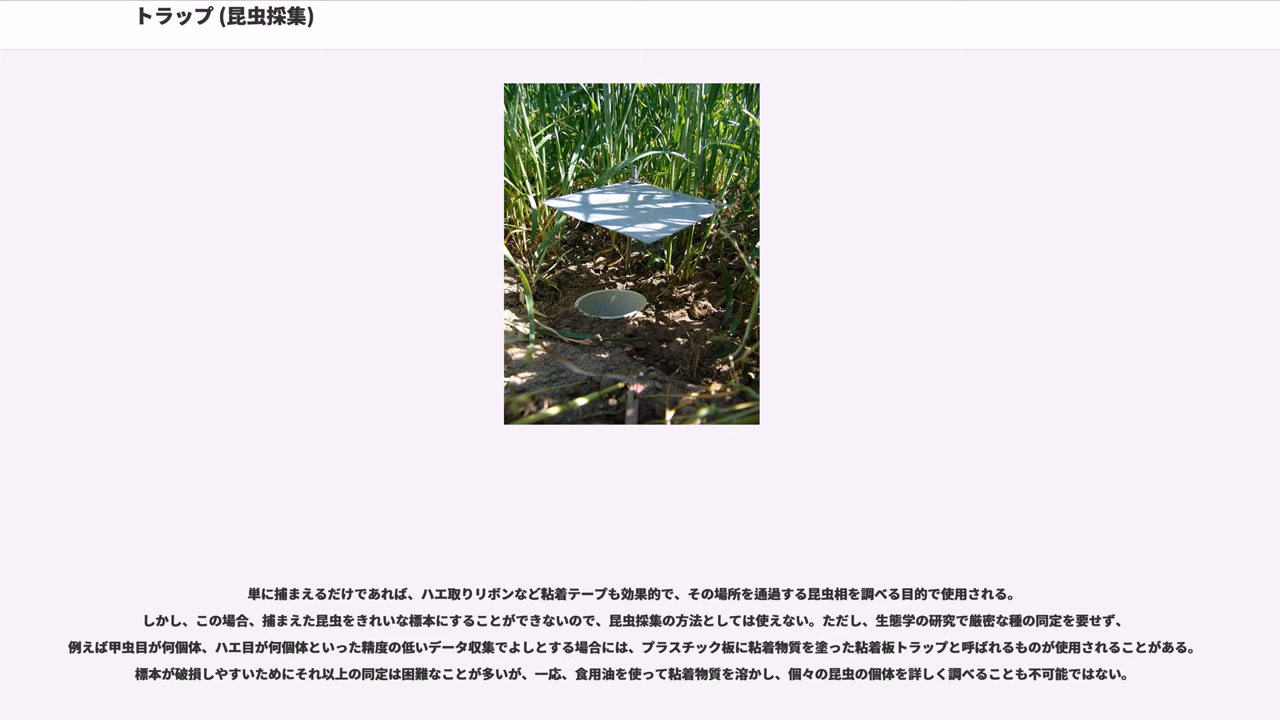 トラップ (昆虫採集)
単に捕まえるだけであれば、ハエ取りリボンなど粘着テープも効果的で、その場所を通過する昆虫相を調べる目的で使用される。
しかし、この場合、捕まえた昆虫をきれいな標本にすることができないので、昆虫採集の方法としては使えない。ただし、生態学の研究で厳密な種の同定を要せず、
例えば甲虫目が何個体、ハエ目が何個体といった精度の低いデータ収集でよしとする場合には、プラスチック板に粘着物質を塗った粘着板トラップと呼ばれるものが使用されることがある。
標本が破損しやすいためにそれ以上の同定は困難なことが多いが、一応、食用油を使って粘着物質を溶かし、個々の昆虫の個体を詳しく調べることも不可能ではない。